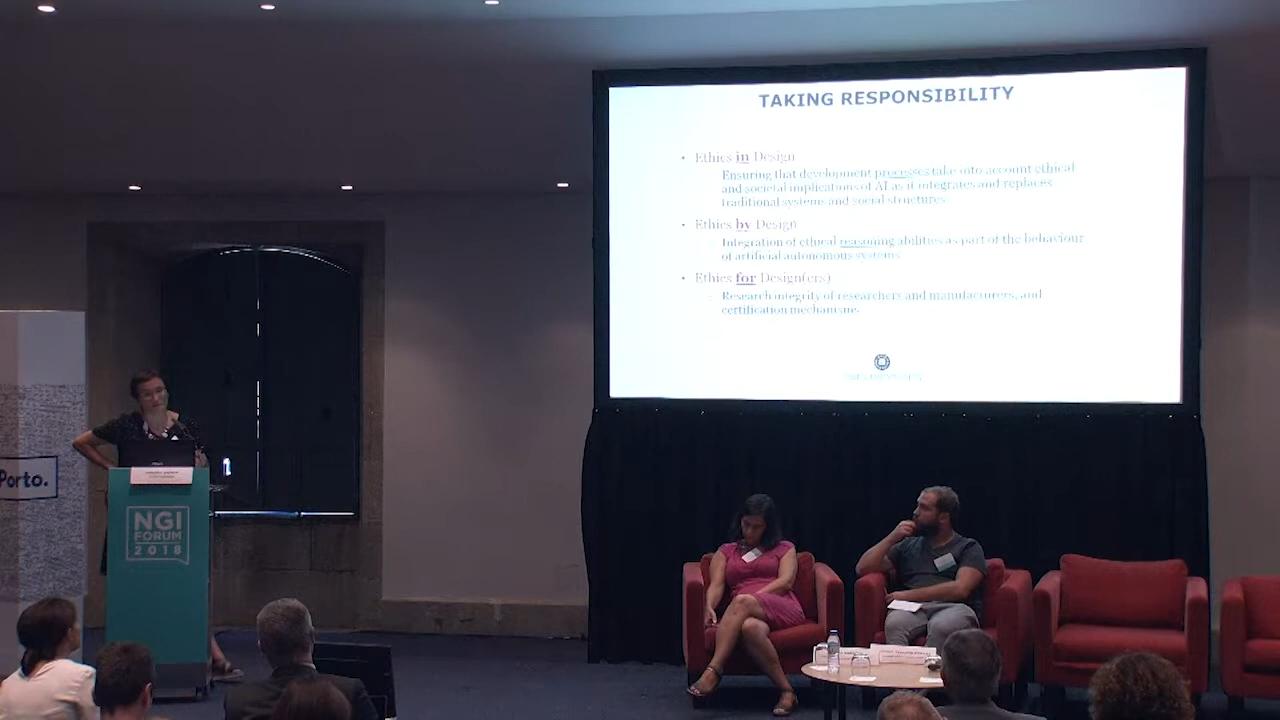 TAKING RESPONSIBILITY
• Ethics in Design
Ensuring that development processes take into account ethical
and societal implications of AI as it integrates and replaces
traditional systems and social structures
• Ethics by Design
Integration of ethical reasoning abilities as part of the behaviour
of artificial autonomous systems
• Ethics for Design(ers)
Research integrity of researchers and manufacturers, and
certification mechanisms
Porto.
NGI
FORUM
2018